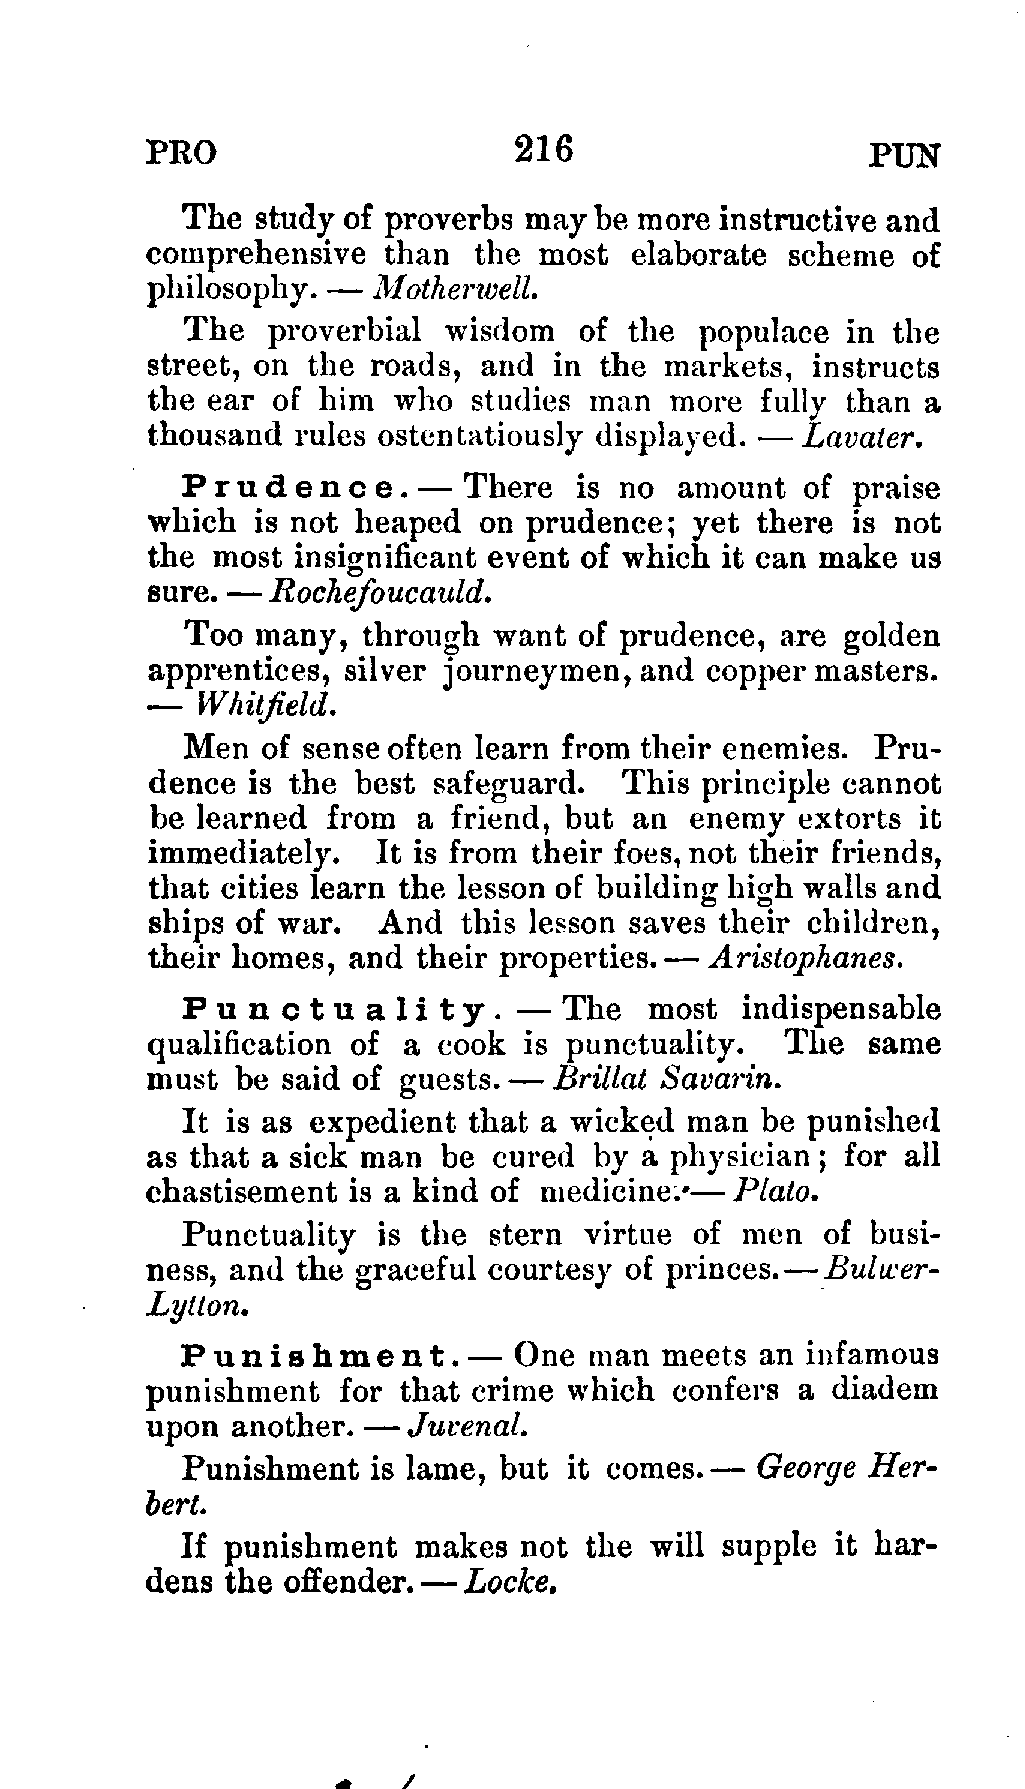 PRO 216 PUN
The study of proverbs may be more instructive and
comprehensive than the most elaborate scheme of
philosophy. — Motherwell.
The proverbial wisdom of the populace in the
street, on the roads, and in the markets, instructs
the ear of him who studies man more fully than a
thousand rules ostentatiously displayed. — Lavater.
Prudence. — There is no amount of praise
which is not heaped on prudence; yet there is not
the most insignificant event of which it can make us
sure. — Rochefoucauld.
Too many, through want of prudence, are golden
apprentices, silver journeymen, and copper masters.
— Whitfield.
Men of sense often learn from their enemies. Pru-
dence is the best safeguard. This principle cannot
be learned from a friend, but an enemy extorts it
immediately. It is from their foes, not their friends,
that cities learn the lesson of building high walls and
ships of war. And this lesson saves their children,
their homes, and their properties. — Aristophanes.
Punctuality. — The most indispensable
qualification of a cook is punctuality. The same
must be said of guests. — Brillat Savarin.
It is as expedient that a wicked man be punished
as that a sick man be cured by a physician; for all
chastisement is a kind of medicine. — Plato.
Punctuality is the stern virtue of men of busi-
ness, and the graceful courtesy of princes. — Bulwer-
Lytton.
Punishment. — One man meets an infamous
punishment for that crime which confers a diadem
upon another. — Juvenal.
Punishment is lame, but it comes. — George Her-
bert.
If punishment makes not the will supple it har-
dens the offender. — Locke.